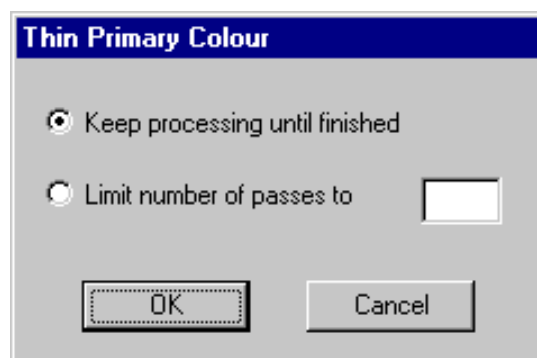 Thin Primary Colour
Keep processing until finished
Limit number of passes to
OK Cancel